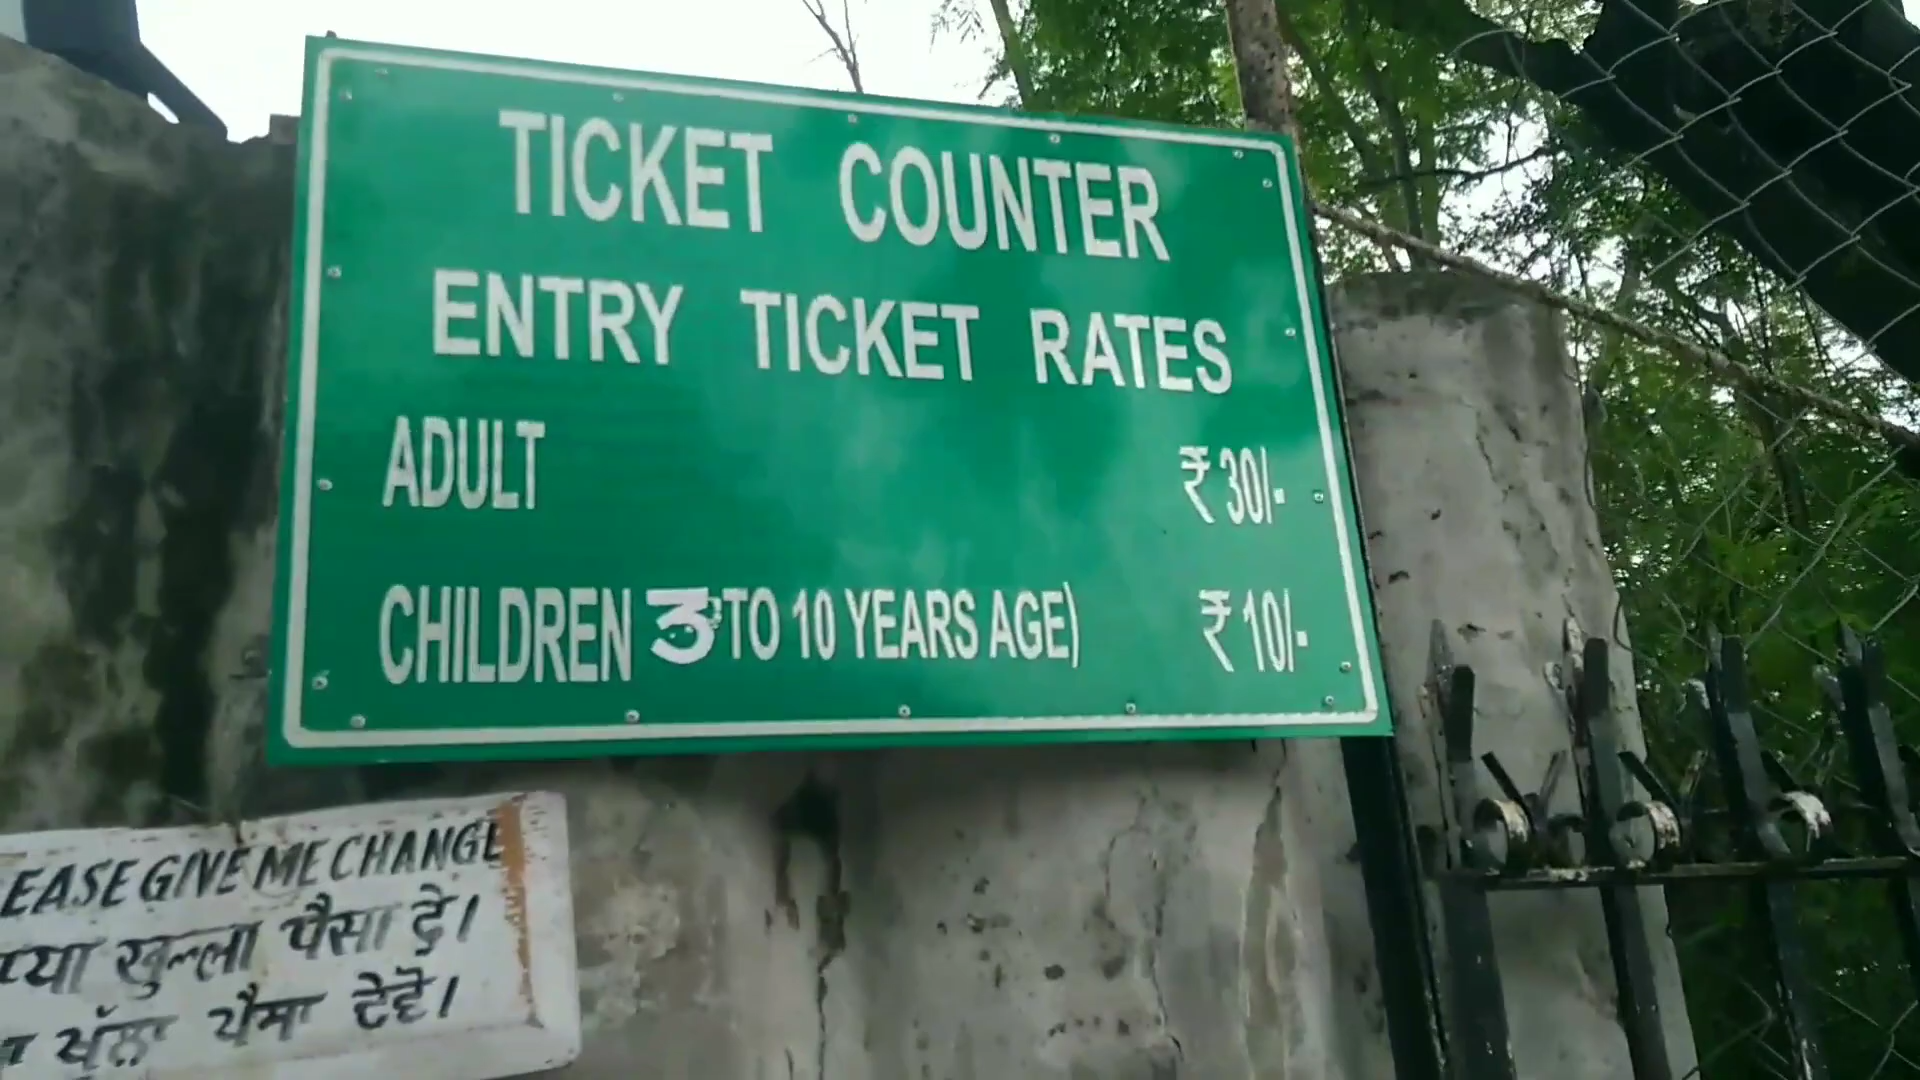 TICKET COUNTER
ENTRY TICKET RATES
ADULT ₹ 30/-
CHILDREN 3 TO 10 YEARS AGE) ₹ 10/-
EASE GIVE ME CHANGE
खुल्ला पैसा दे।
ਖੁੱਲਾ ਪੈਸਾ ਦੇਵੋ।